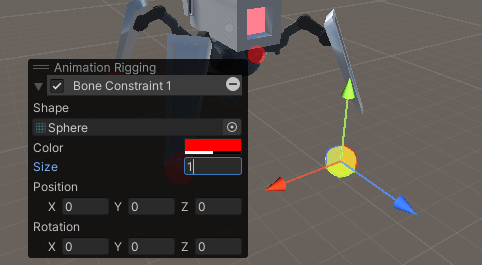 Animation Rigging
Bone Constraint 1
Shape
Sphere
Color
Size 1
Position
X 0 Y 0 Z 0
Rotation
X 0 Y 0 Z 0